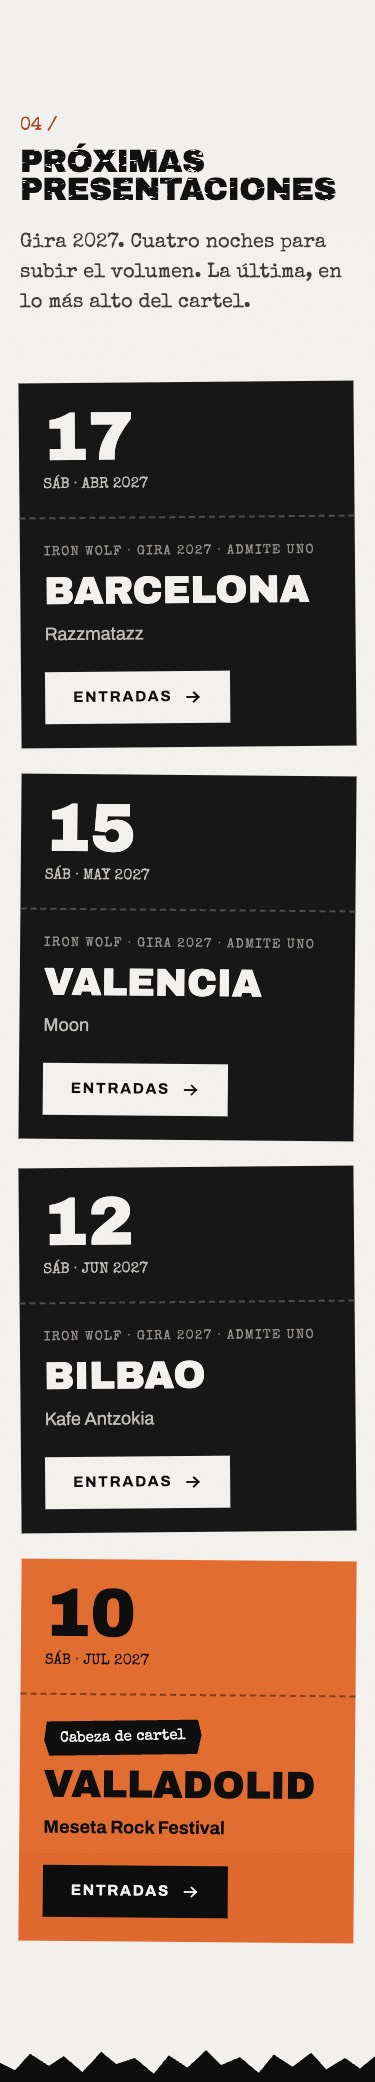 04 /
PRÓXIMAS
PRESENTACIONES
Gira 2027. Cuatro noches para
subir el volumen. La última, en
lo más alto del cartel.
17
SÁB · ABR 2027
IRON WOLF · GIRA 2027 · ADMITE UNO
BARCELONA
Razzmatazz
ENTRADAS →
15
SÁB · MAY 2027
IRON WOLF · GIRA 2027 · ADMITE UNO
VALENCIA
Moon
ENTRADAS →
12
SÁB · JUN 2027
IRON WOLF · GIRA 2027 · ADMITE UNO
BILBAO
Kafe Antzokia
ENTRADAS →
10
SÁB · JUL 2027
Cabeza de cartel
VALLADOLID
Meseta Rock Festival
ENTRADAS →